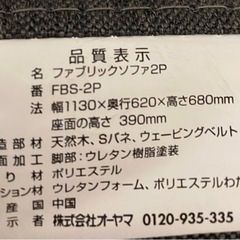 品質表示
名 ファブリックソファ2P
番 FBS-2P
法 幅1130×奥行620×高さ680mm
座面の高さ 390mm
造部材 天然木、Sバネ、ウェービングベルト
面加工 脚部：ウレタン樹脂塗装
り材 ポリエステル
ション材 ウレタンフォーム、ポリエステルわた
産国 中国
示者 株式会社オーヤマ 0120-935-335